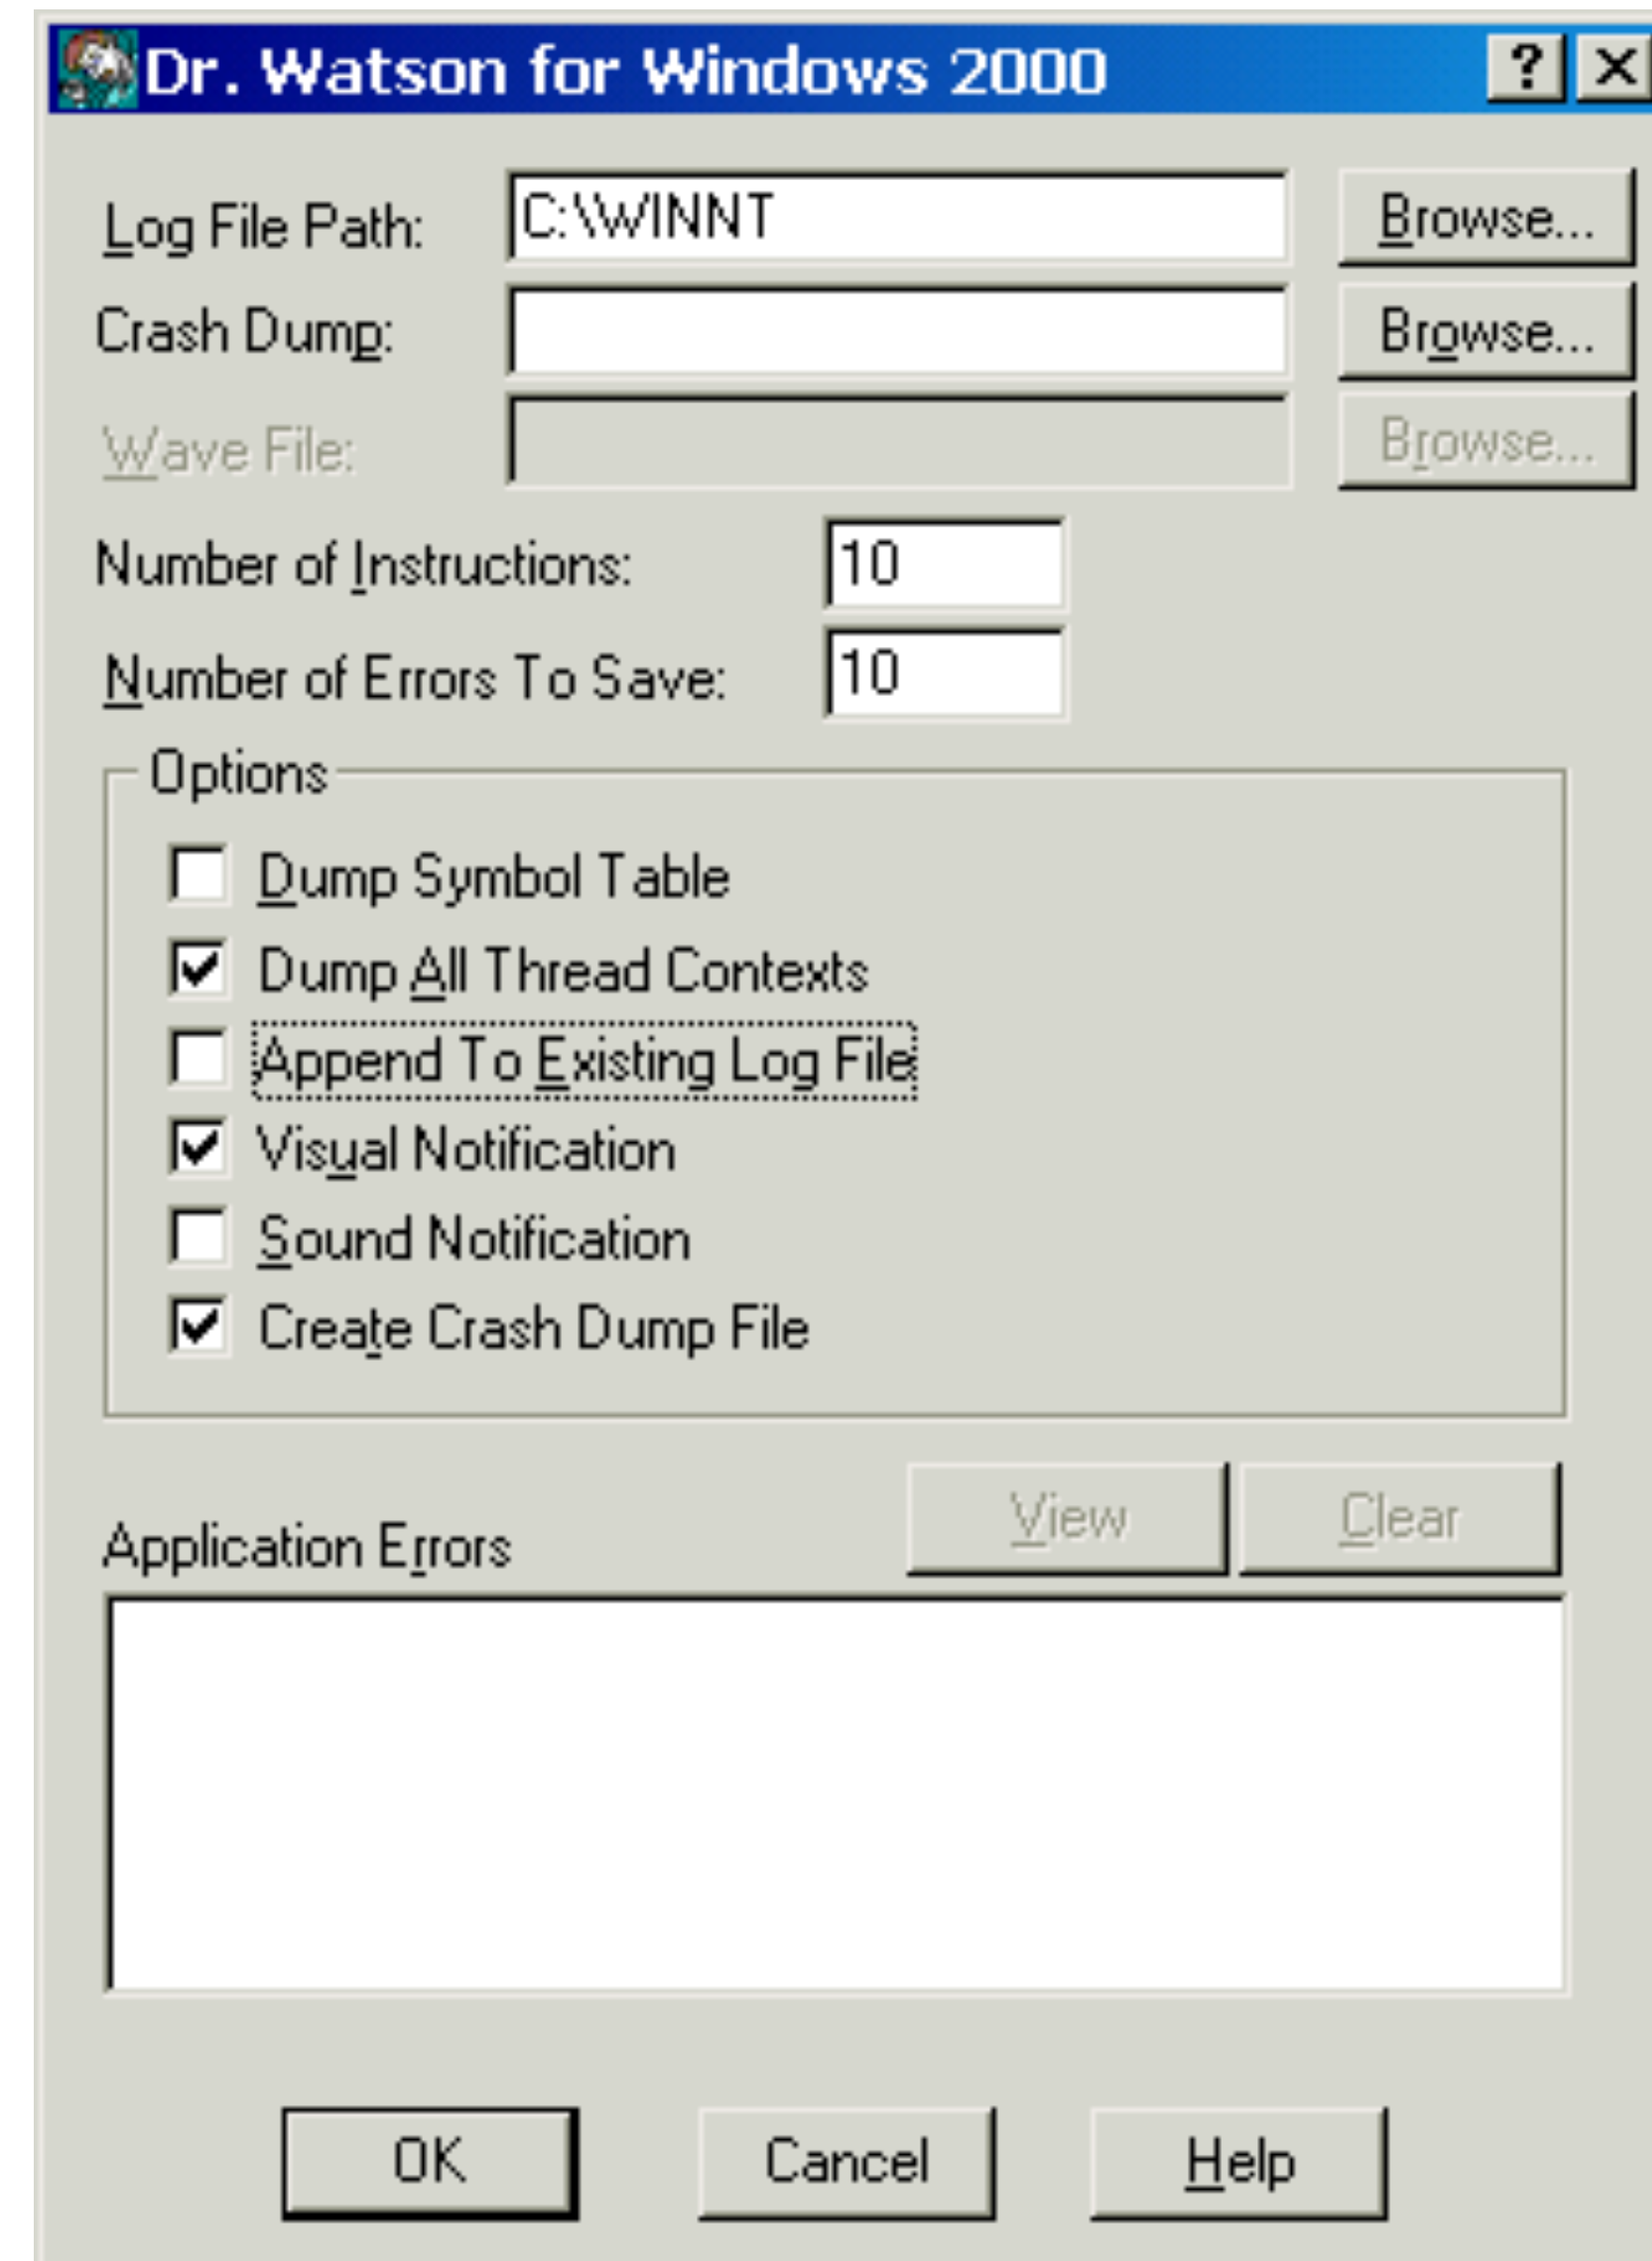 Dr. Watson for Windows 2000 ? X
Log File Path: C:\WINNT Browse...
Crash Dump: Browse...
Wave File: Browse...
Number of Instructions: 10
Number of Errors To Save: 10
Options
Dump Symbol Table
Dump All Thread Contexts
Append To Existing Log File
Visual Notification
Sound Notification
Create Crash Dump File
View Clear
Application Errors
OK Cancel Help